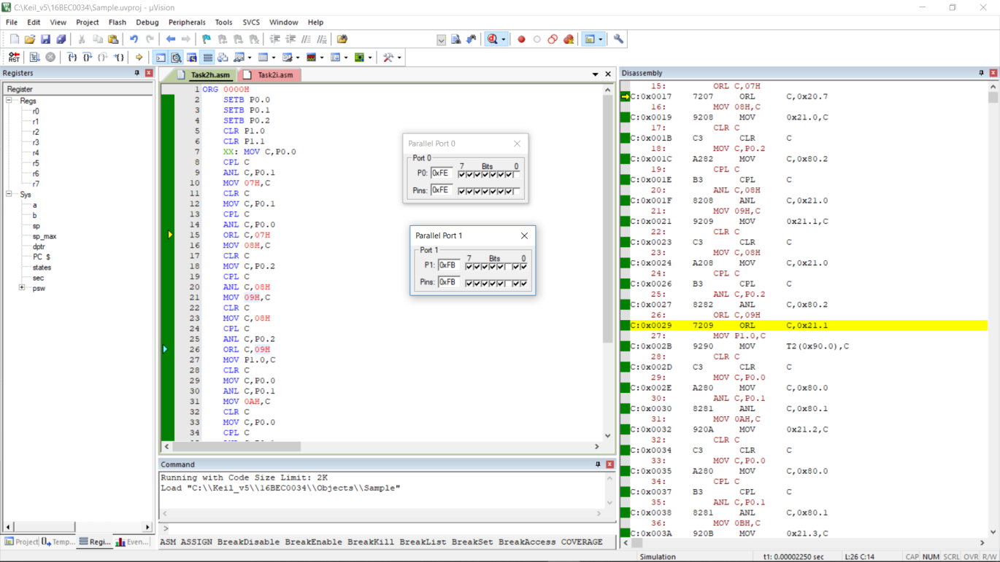 C:\Keil_v5\16BEC0034\Sample.uvproj - µVision
File Edit View Project Flash Debug Peripherals Tools SVCS Window Help
Registers
Register
Regs
r0
r1
r2
r3
r4
r5
r6
r7
Sys
a
b
sp
sp_max
dptr
PC $
states
sec
psw
Project Temp... Regi... Even...
Task2h.asm Task2i.asm
1 ORG 0000H
2 SETB P0.0
3 SETB P0.1
4 SETB P0.2
5 CLR P1.0
6 CLR P1.1
7 XX: MOV C,P0.0
8 CPL C
9 ANL C,P0.1
10 MOV 07H,C
11 CLR C
12 MOV C,P0.1
13 CPL C
14 ANL C,P0.0
15 ORL C,07H
16 MOV 08H,C
17 CLR C
18 MOV C,P0.2
19 CPL C
20 ANL C,08H
21 MOV 09H,C
22 CLR C
23 MOV C,08H
24 CPL C
25 ANL C,P0.2
26 ORL C,09H
27 MOV P1.0,C
28 CLR C
29 MOV C,P0.0
30 ANL C,P0.1
31 MOV 0AH,C
32 CLR C
33 MOV C,P0.0
34 CPL C
Parallel Port 0
Port 0
7 Bits 0
P0: 0xFE
Pins: 0xFE
Parallel Port 1
Port 1
7 Bits 0
P1: 0xFB
Pins: 0xFB
Command
Running with Code Size Limit: 2K
Load "C:\\Keil_v5\\16BEC0034\\Objects\\Sample"
>
ASM ASSIGN BreakDisable BreakEnable BreakKill BreakList BreakSet BreakAccess COVERAGE
Disassembly
15: ORL C,07H
C:0x0017 7207 ORL C,0x20.7
16: MOV 08H,C
C:0x0019 9208 MOV 0x21.0,C
17: CLR C
C:0x001B C3 CLR C
18: MOV C,P0.2
C:0x001C A282 MOV C,0x80.2
19: CPL C
C:0x001E B3 CPL C
20: ANL C,08H
C:0x001F 8208 ANL C,0x21.0
21: MOV 09H,C
C:0x0021 9209 MOV 0x21.1,C
22: CLR C
C:0x0023 C3 CLR C
23: MOV C,08H
C:0x0024 A208 MOV C,0x21.0
24: CPL C
C:0x0026 B3 CPL C
25: ANL C,P0.2
C:0x0027 8282 ANL C,0x80.2
26: ORL C,09H
C:0x0029 7209 ORL C,0x21.1
27: MOV P1.0,C
C:0x002B 9290 MOV T2(0x90.0),C
28: CLR C
C:0x002D C3 CLR C
29: MOV C,P0.0
C:0x002E A280 MOV C,0x80.0
30: ANL C,P0.1
C:0x0030 8281 ANL C,0x80.1
31: MOV 0AH,C
C:0x0032 920A MOV 0x21.2,C
32: CLR C
C:0x0034 C3 CLR C
33: MOV C,P0.0
C:0x0035 A280 MOV C,0x80.0
34: CPL C
C:0x0037 B3 CPL C
35: ANL C,P0.1
C:0x0038 8281 ANL C,0x80.1
36: MOV 0BH,C
C:0x003A 920B MOV 0x21.3,C
Simulation t1: 0.00002250 sec L:26 C:14 CAP NUM SCRL OVR R/W